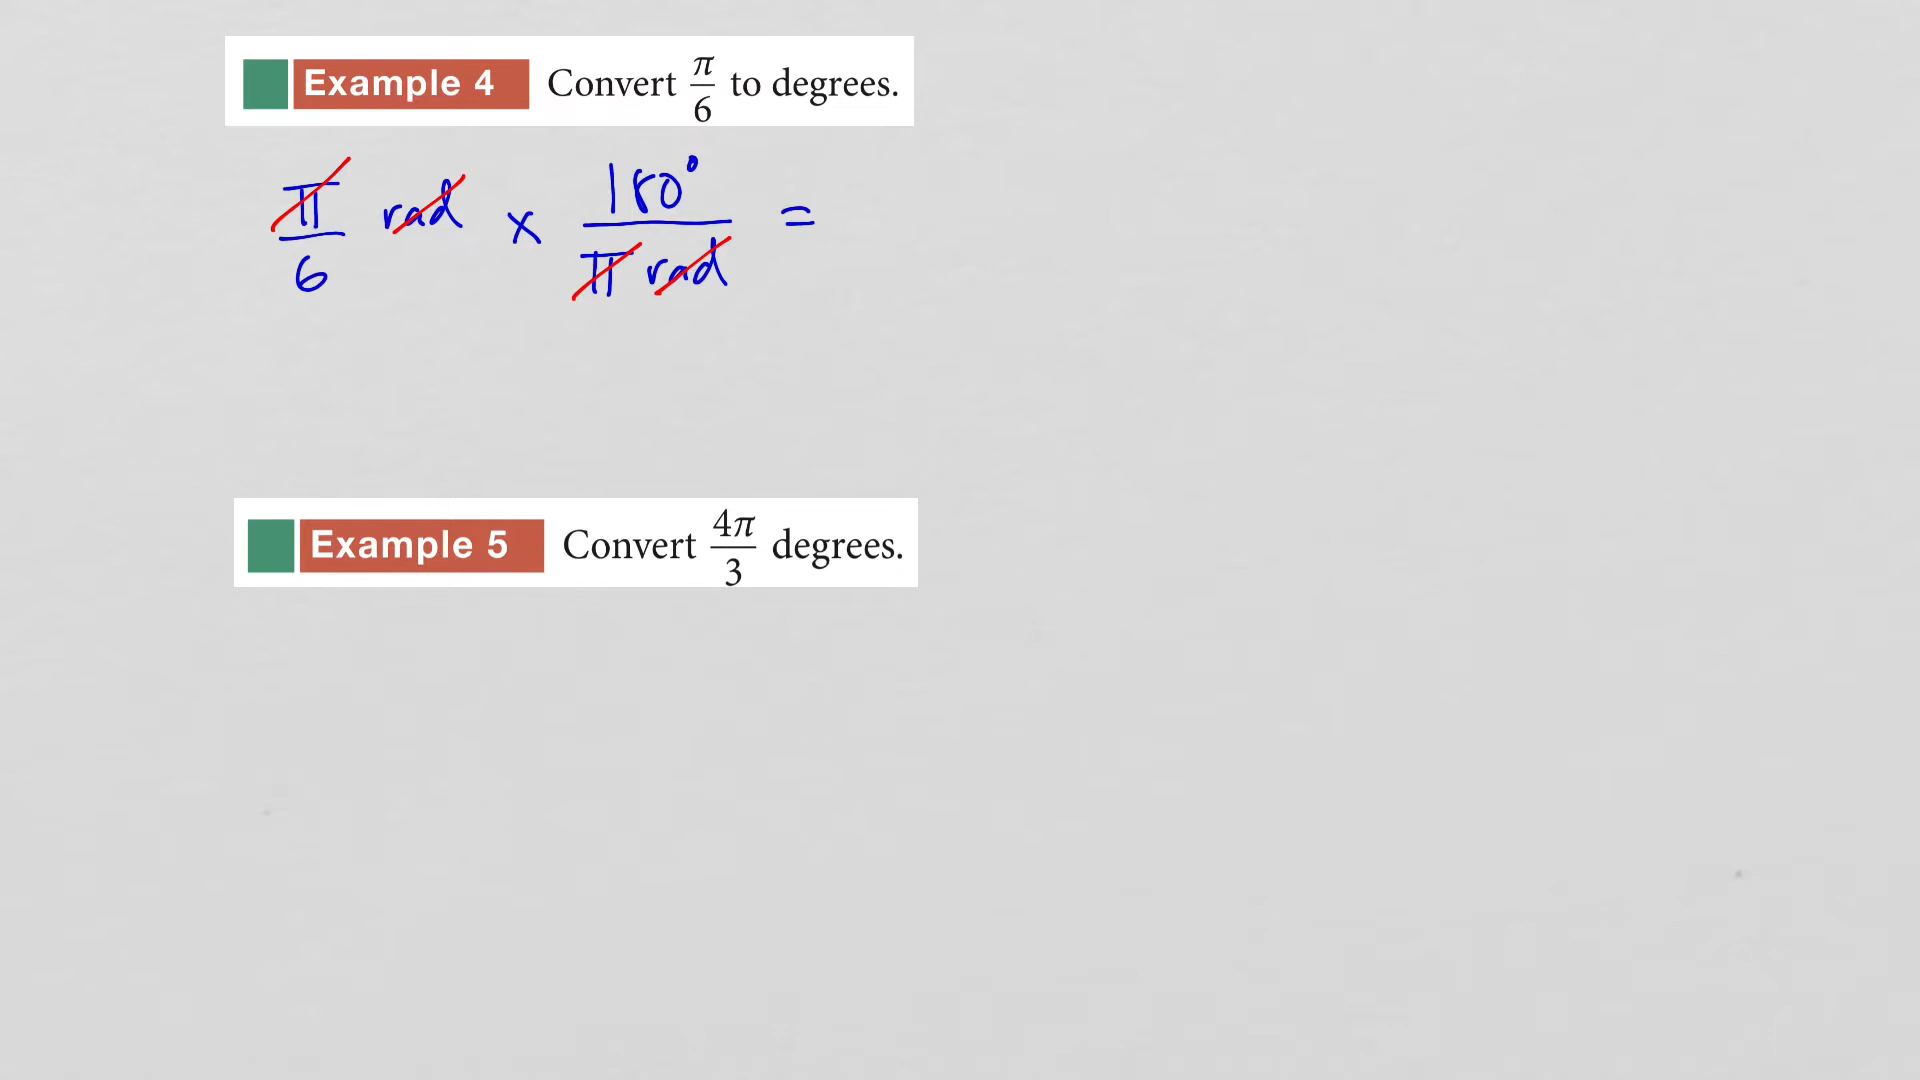 Example 4 Convert π/6 to degrees.
π/6 rad × 180°/π rad =
Example 5 Convert 4π/3 degrees.